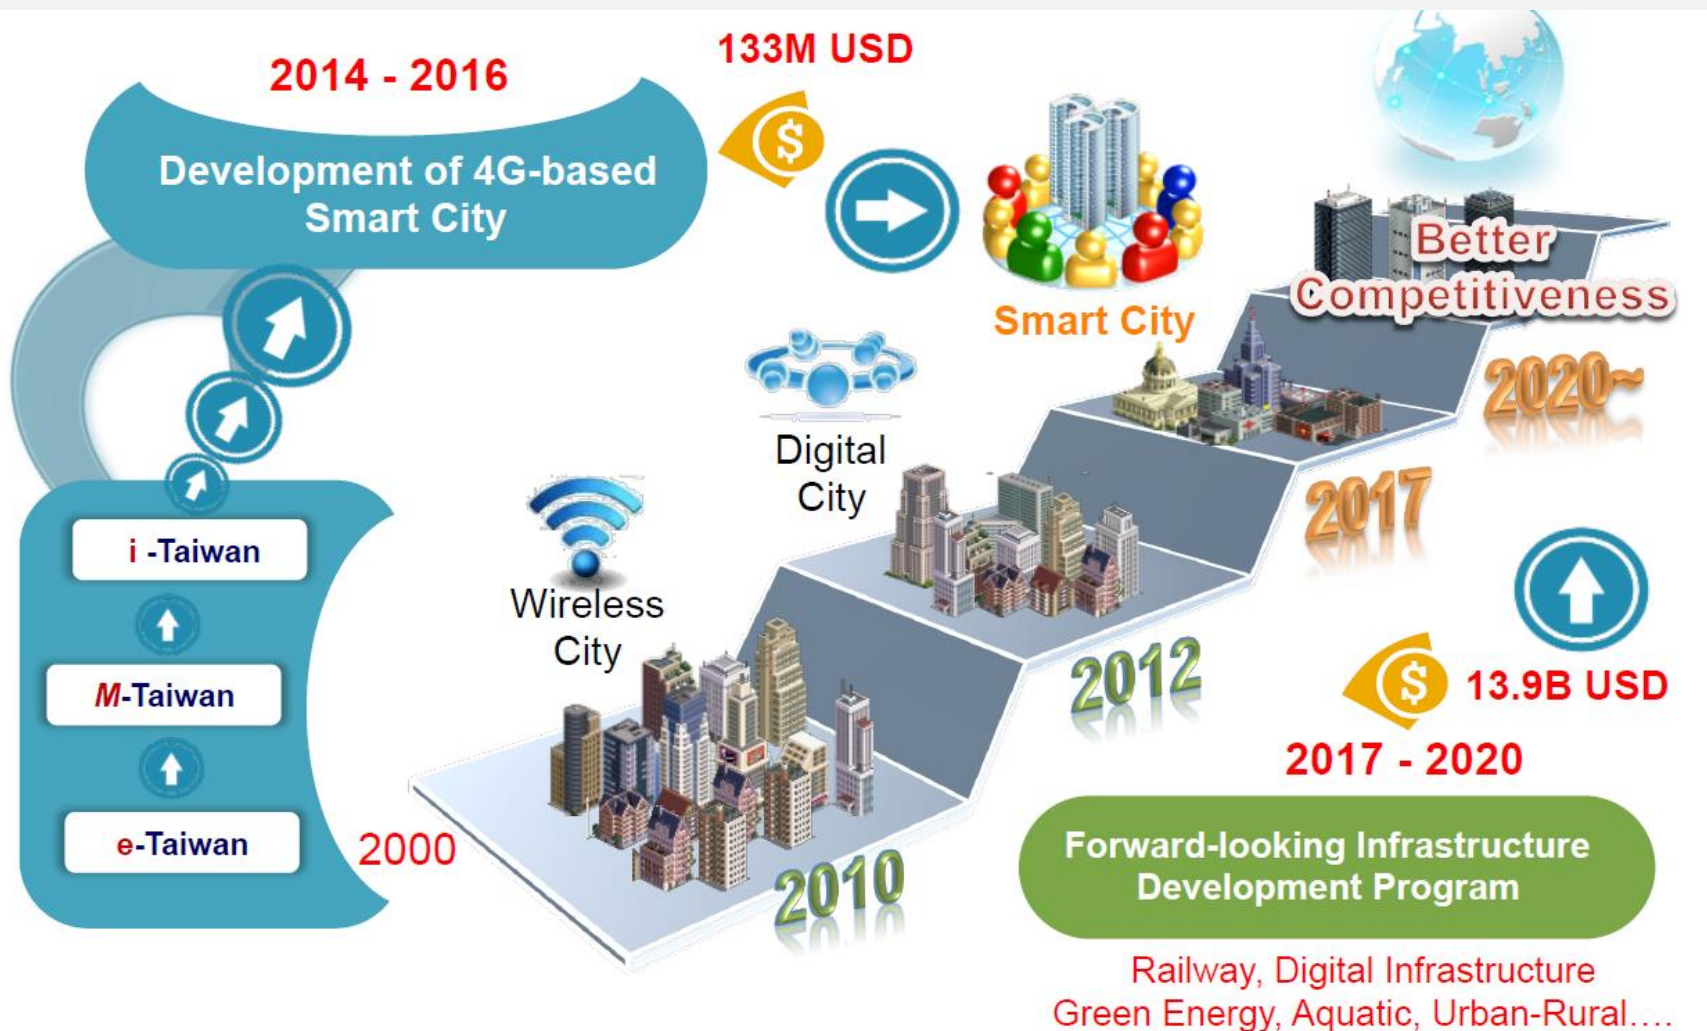 2014 - 2016
133M USD
Development of 4G-based
Smart City
Smart City
Better
Competitiveness
2020~
Digital
City
2017
i -Taiwan
Wireless
City
M-Taiwan
2012
13.9B USD
2017 - 2020
e-Taiwan
2000
2010
Forward-looking Infrastructure
Development Program
Railway, Digital Infrastructure
Green Energy, Aquatic, Urban-Rural....